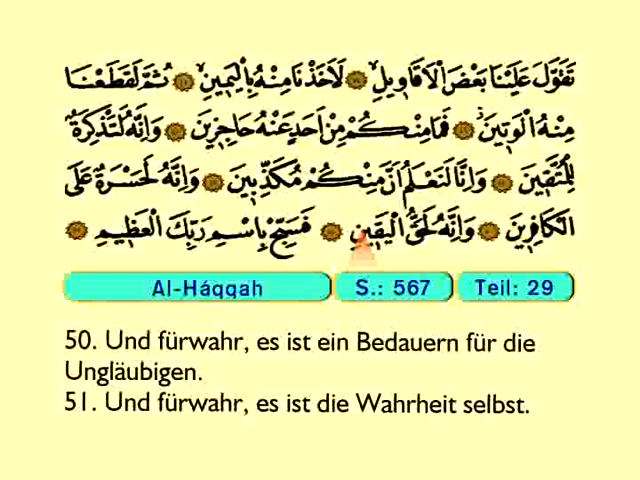 تَقَوَّلَ عَلَيْنَا بَعْضَ الْأَقَاوِيلِ لَأَخَذْنَا مِنْهُ بِالْيَمِينِ ثُمَّ لَقَطَعْنَا
مِنْهُ الْوَتِينَ فَمَا مِنْكُمْ مِنْ أَحَدٍ عَنْهُ حَاجِزِينَ وَإِنَّهُ لَتَذْكِرَةٌ
لِلْمُتَّقِينَ وَإِنَّا لَنَعْلَمُ أَنَّ مِنْكُمْ مُكَذِّبِينَ وَإِنَّهُ لَحَسْرَةٌ عَلَى
الْكَافِرِينَ وَإِنَّهُ لَحَقُّ الْيَقِينِ فَسَبِّحْ بِاسْمِ رَبِّكَ الْعَظِيمِ
Al-Háqqah S.: 567 Teil: 29
50. Und fürwahr, es ist ein Bedauern für die
Ungläubigen.
51. Und fürwahr, es ist die Wahrheit selbst.